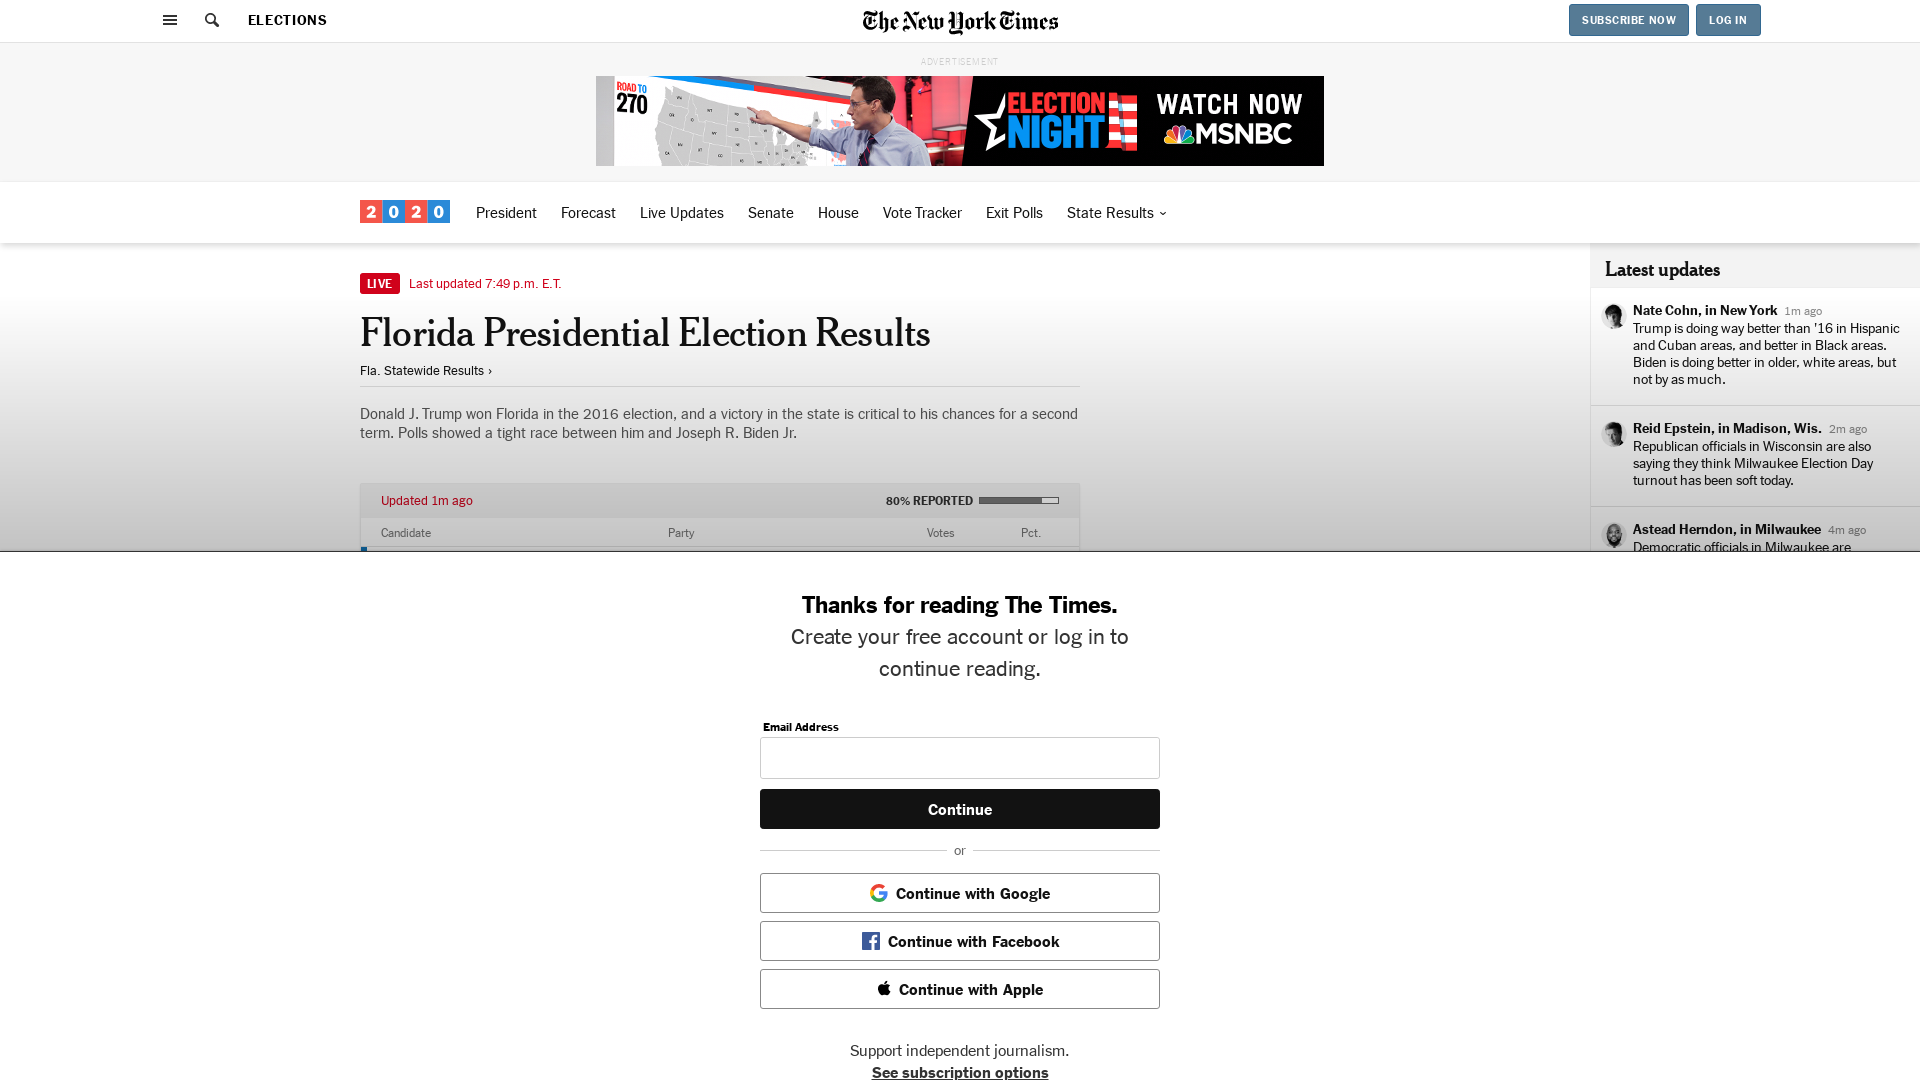 ELECTIONS
The New York Times
SUBSCRIBE NOW
LOG IN
ADVERTISEMENT
ROAD TO
270
ELECTION
NIGHT
WATCH NOW
MSNBC
2020
President
Forecast
Live Updates
Senate
House
Vote Tracker
Exit Polls
State Results
LIVE
Last updated 7:49 p.m. E.T.
Florida Presidential Election Results
Fla. Statewide Results ›
Donald J. Trump won Florida in the 2016 election, and a victory in the state is critical to his chances for a second
term. Polls showed a tight race between him and Joseph R. Biden Jr.
Updated 1m ago
80% REPORTED
Candidate
Party
Votes
Pct.
Latest updates
Nate Cohn, in New York 1m ago
Trump is doing way better than '16 in Hispanic
and Cuban areas, and better in Black areas.
Biden is doing better in older, white areas, but
not by as much.
Reid Epstein, in Madison, Wis. 2m ago
Republican officials in Wisconsin are also
saying they think Milwaukee Election Day
turnout has been soft today.
Astead Herndon, in Milwaukee 4m ago
Democratic officials in Milwaukee are
Thanks for reading The Times.
Create your free account or log in to
continue reading.
Email Address
Continue
or
Continue with Google
Continue with Facebook
Continue with Apple
Support independent journalism.
See subscription options